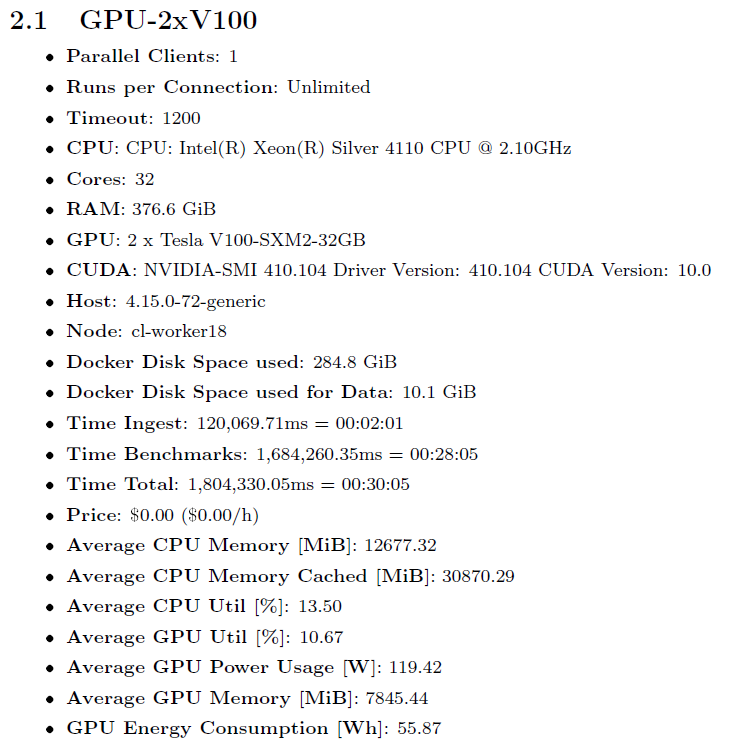 2.1 GPU-2xV100
• Parallel Clients: 1
• Runs per Connection: Unlimited
• Timeout: 1200
• CPU: CPU: Intel(R) Xeon(R) Silver 4110 CPU @ 2.10GHz
• Cores: 32
• RAM: 376.6 GiB
• GPU: 2 x Tesla V100-SXM2-32GB
• CUDA: NVIDIA-SMI 410.104 Driver Version: 410.104 CUDA Version: 10.0
• Host: 4.15.0-72-generic
• Node: cl-worker18
• Docker Disk Space used: 284.8 GiB
• Docker Disk Space used for Data: 10.1 GiB
• Time Ingest: 120,069.71ms = 00:02:01
• Time Benchmarks: 1,684,260.35ms = 00:28:05
• Time Total: 1,804,330.05ms = 00:30:05
• Price: $0.00 ($0.00/h)
• Average CPU Memory [MiB]: 12677.32
• Average CPU Memory Cached [MiB]: 30870.29
• Average CPU Util [%]: 13.50
• Average GPU Util [%]: 10.67
• Average GPU Power Usage [W]: 119.42
• Average GPU Memory [MiB]: 7845.44
• GPU Energy Consumption [Wh]: 55.87